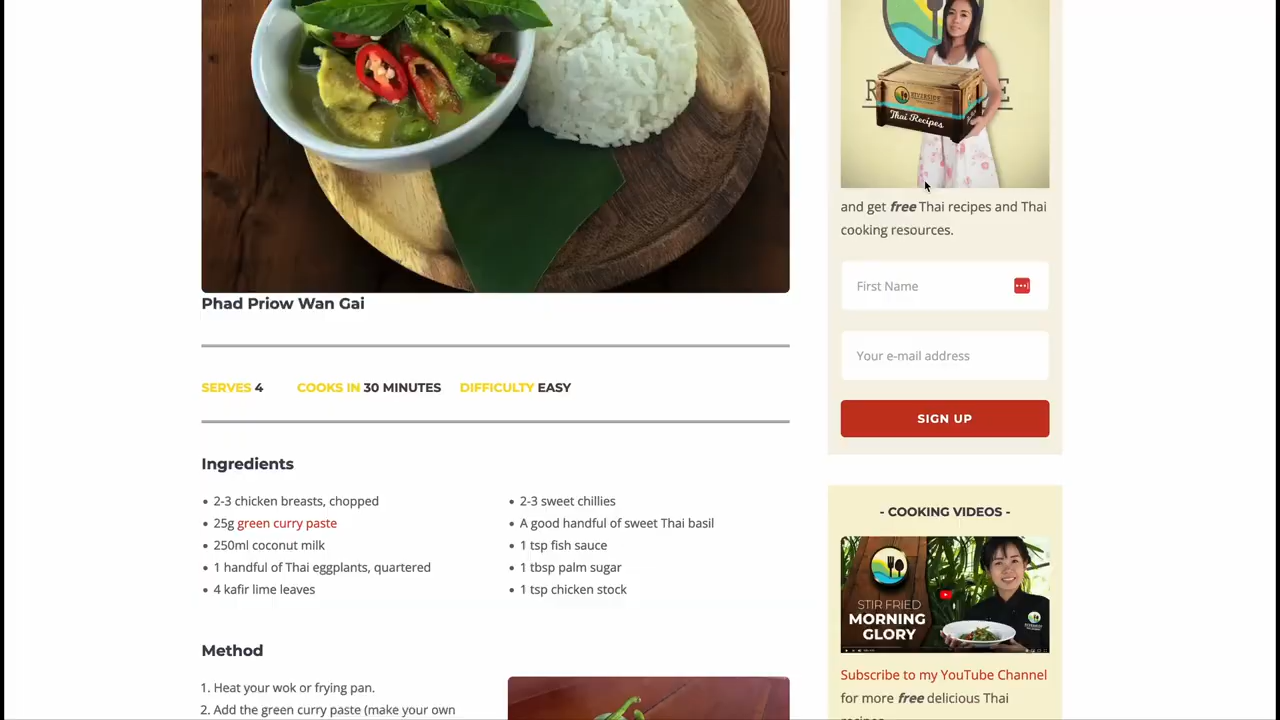 Phad Priow Wan Gai
SERVES 4 COOKS IN 30 MINUTES DIFFICULTY EASY
Ingredients
• 2-3 chicken breasts, chopped
• 25g green curry paste
• 250ml coconut milk
• 1 handful of Thai eggplants, quartered
• 4 kafir lime leaves
• 2-3 sweet chillies
• A good handful of sweet Thai basil
• 1 tsp fish sauce
• 1 tbsp palm sugar
• 1 tsp chicken stock
Method
1. Heat your wok or frying pan.
2. Add the green curry paste (make your own
RIVERSIDE
Thai Recipes
and get free Thai recipes and Thai
cooking resources.
First Name
Your e-mail address
SIGN UP
- COOKING VIDEOS -
STIR FRIED
MORNING
GLORY
Subscribe to my YouTube Channel
for more free delicious Thai